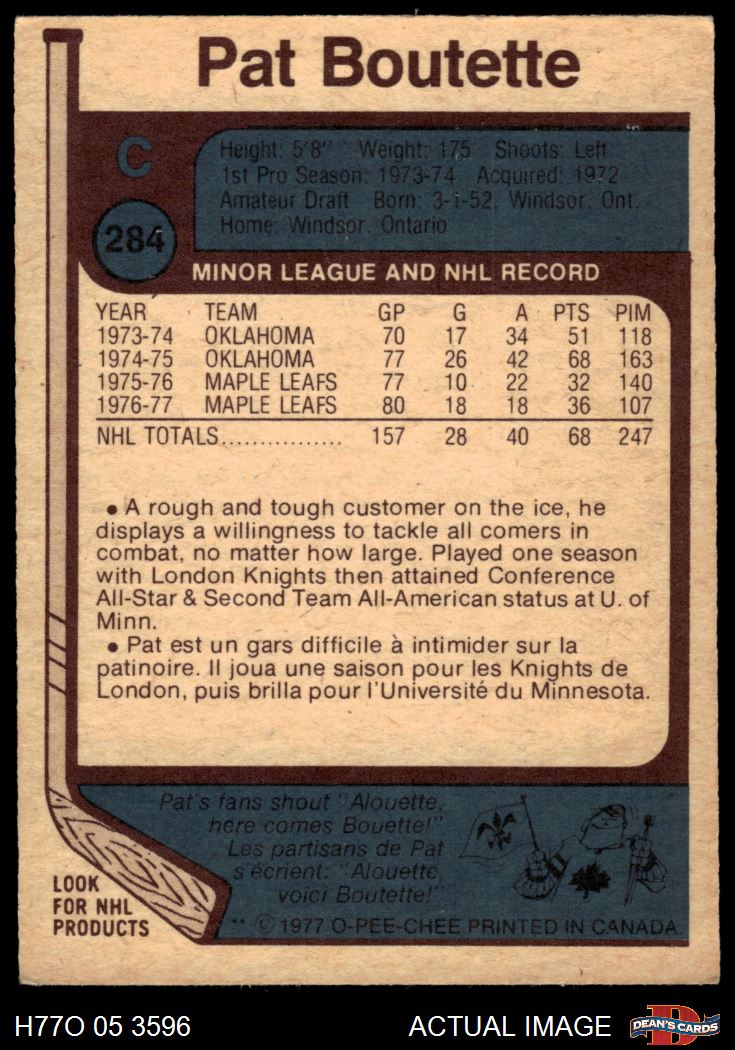 Pat Boutette
C
Height: 5'8" Weight: 175 Shoots: Left
1st Pro Season: 1973-74 Acquired: 1972
Amateur Draft Born: 3-1-52, Windsor, Ont.
Home: Windsor, Ontario
284
MINOR LEAGUE AND NHL RECORD
YEAR TEAM GP G A PTS PIM
1973-74 OKLAHOMA 70 17 34 51 118
1974-75 OKLAHOMA 77 26 42 68 163
1975-76 MAPLE LEAFS 77 10 22 32 140
1976-77 MAPLE LEAFS 80 18 18 36 107
NHL TOTALS................ 157 28 40 68 247
• A rough and tough customer on the ice, he
displays a willingness to tackle all comers in
combat, no matter how large. Played one season
with London Knights then attained Conference
All-Star & Second Team All-American status at U. of
Minn.
• Pat est un gars difficile à intimider sur la
patinoire. Il joua une saison pour les Knights de
London, puis brilla pour l'Université du Minnesota.
Pat's fans shout "Alouette,
here comes Bouette!"
Les partisans de Pat
s'écrient: "Alouette,
voici Boutette!"
LOOK
FOR NHL
PRODUCTS
** © 1977 O-PEE-CHEE PRINTED IN CANADA.
H77O 05 3596
ACTUAL IMAGE
D
DEAN'S CARDS